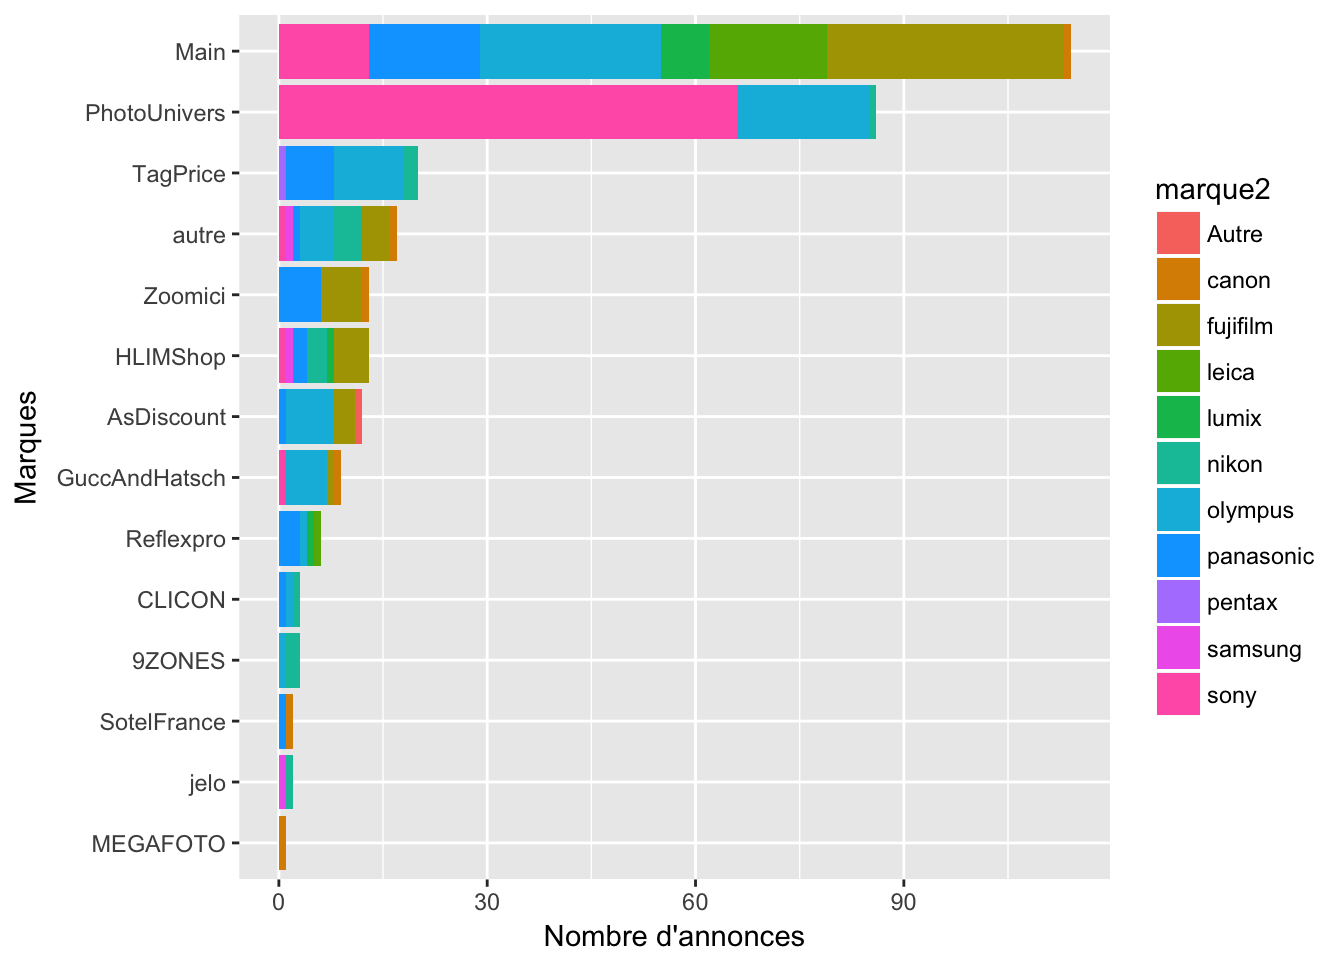 Main
PhotoUnivers
TagPrice
autre
Zoomici
HLIMShop
AsDiscount
GuccAndHatsch
Reflexpro
CLICON
9ZONES
SotelFrance
jelo
MEGAFOTO
Marques
0 30 60 90
Nombre d'annonces
marque2
Autre
canon
fujifilm
leica
lumix
nikon
olympus
panasonic
pentax
samsung
sony